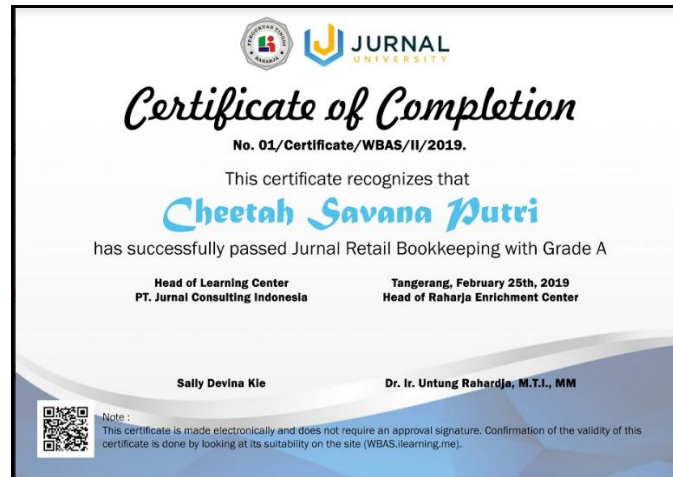 PERGURUAN TINGGI
RAHARJA
JURNAL
UNIVERSITY
Certificate of Completion
No. 01/Certificate/WBAS/II/2019.
This certificate recognizes that
Cheetah Savana Putri
has successfully passed Jurnal Retail Bookkeeping with Grade A
Head of Learning Center
PT. Jurnal Consulting Indonesia
Tangerang, February 25th, 2019
Head of Raharja Enrichment Center
Sally Devina Kie
Dr. Ir. Untung Rahardja, M.T.I., MM
Note :
This certificate is made electronically and does not require an approval signature. Confirmation of the validity of this
certificate is done by looking at its suitability on the site (WBAS.ilearning.me).